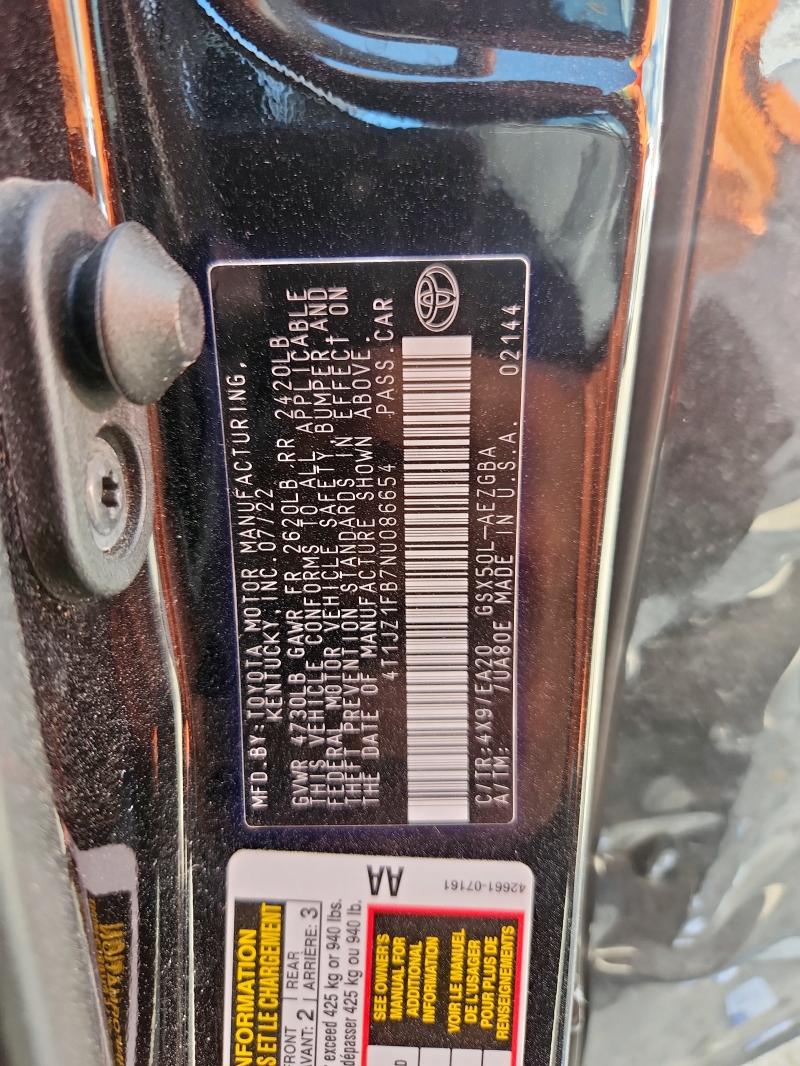 MFD. BY: TOYOTA MOTOR MANUFACTURING,
KENTUCKY, INC. 07/22
GVWR 4730LB GAWR FR 2620LB RR 2420LB
THIS VEHICLE CONFORMS TO ALL APPLICABLE
FEDERAL MOTOR VEHICLE SAFETY, BUMPER, AND
THEFT PREVENTION STANDARDS IN EFFECT ON
THE DATE OF MANUFACTURE SHOWN ABOVE.
4T1JZ1FB7NU086654 PASS. CAR
C/TR: 4X9/EA20 GSX50L-AEZGBA
A/TM: /UA80E MADE IN U.S.A. 02144
AA
42661-07161
INFORMATION
S ET LE CHARGEMENT
FRONT | REAR
AVANT: 2 | ARRIÈRE: 3
exceed 425 kg or 940 lbs.
dépasser 425 kg ou 940 lb.
SEE OWNER'S
MANUAL FOR
ADDITIONAL
INFORMATION
VOIR LE MANUEL
DE L'USAGER
POUR PLUS DE
RENSEIGNEMENTS